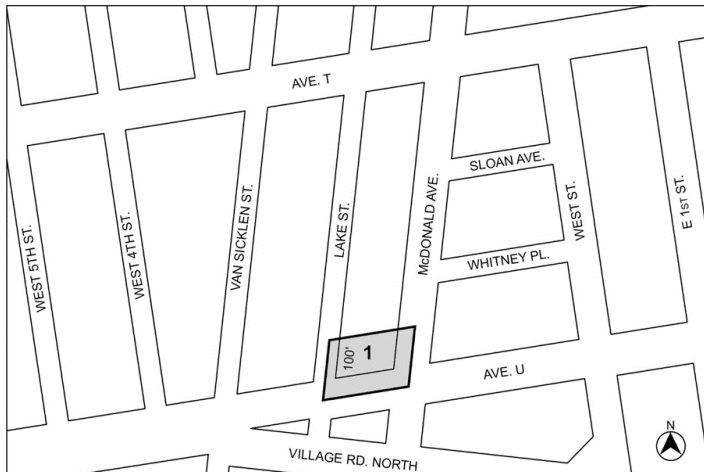 AVE. T
SLOAN AVE.
WEST 5TH ST.
WEST 4TH ST.
VAN SICKLEN ST.
LAKE ST.
McDONALD AVE.
WEST ST.
E 1ST ST.
WHITNEY PL.
100' 1
AVE. U
VILLAGE RD. NORTH
N